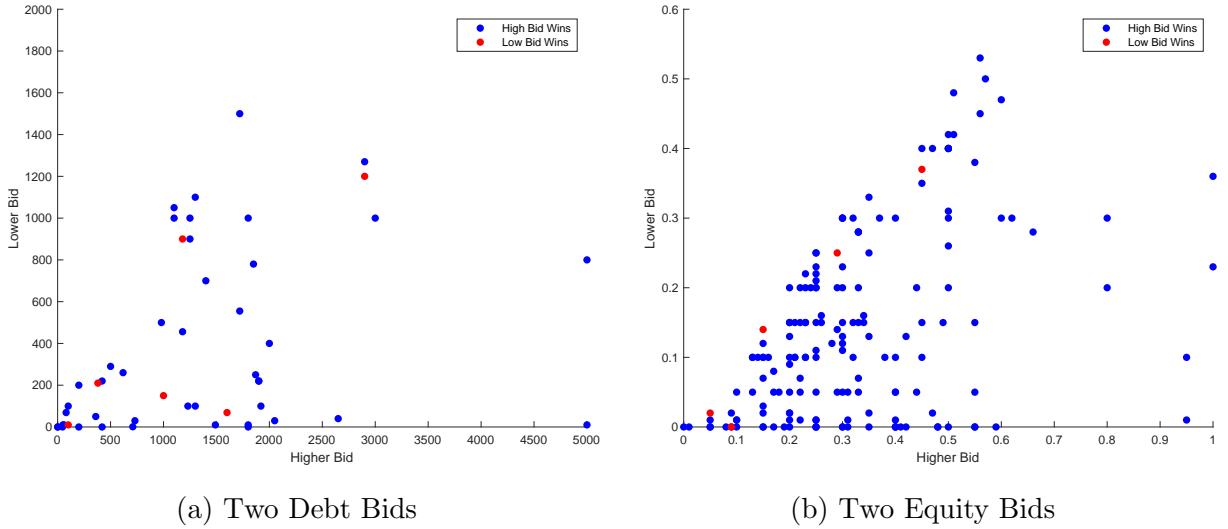 2000
1800
1600
1400
1200
1000
800
600
400
200
0
Lower Bid
0 500 1000 1500 2000 2500 3000 3500 4000 4500 5000
Higher Bid
High Bid Wins
Low Bid Wins
(a) Two Debt Bids
0.6
0.5
0.4
0.3
0.2
0.1
0
Lower Bid
0 0.1 0.2 0.3 0.4 0.5 0.6 0.7 0.8 0.9 1
Higher Bid
High Bid Wins
Low Bid Wins
(b) Two Equity Bids